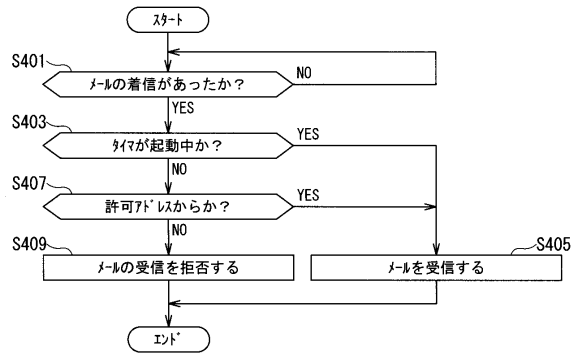 スタート
S401
メールの着信があったか？
NO
YES
S403
タイマが起動中か？
YES
NO
S407
許可アドレスからか？
YES
NO
S409
メールの受信を拒否する
S405
メールを受信する
エンド